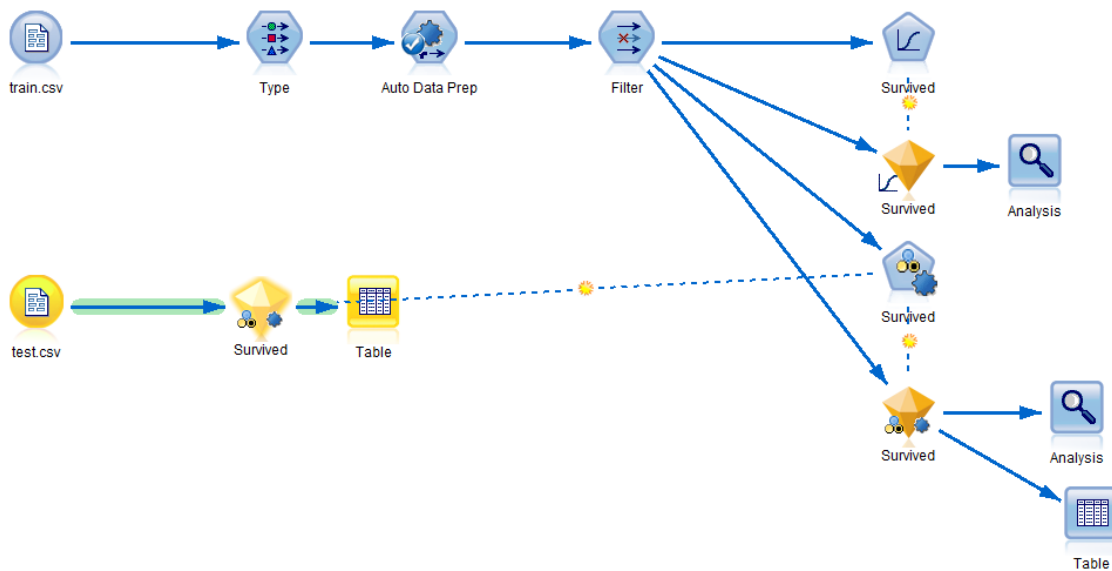 train.csv
Type
Auto Data Prep
Filter
Survived
Survived
Analysis
test.csv
Survived
Table
Survived
Survived
Analysis
Table